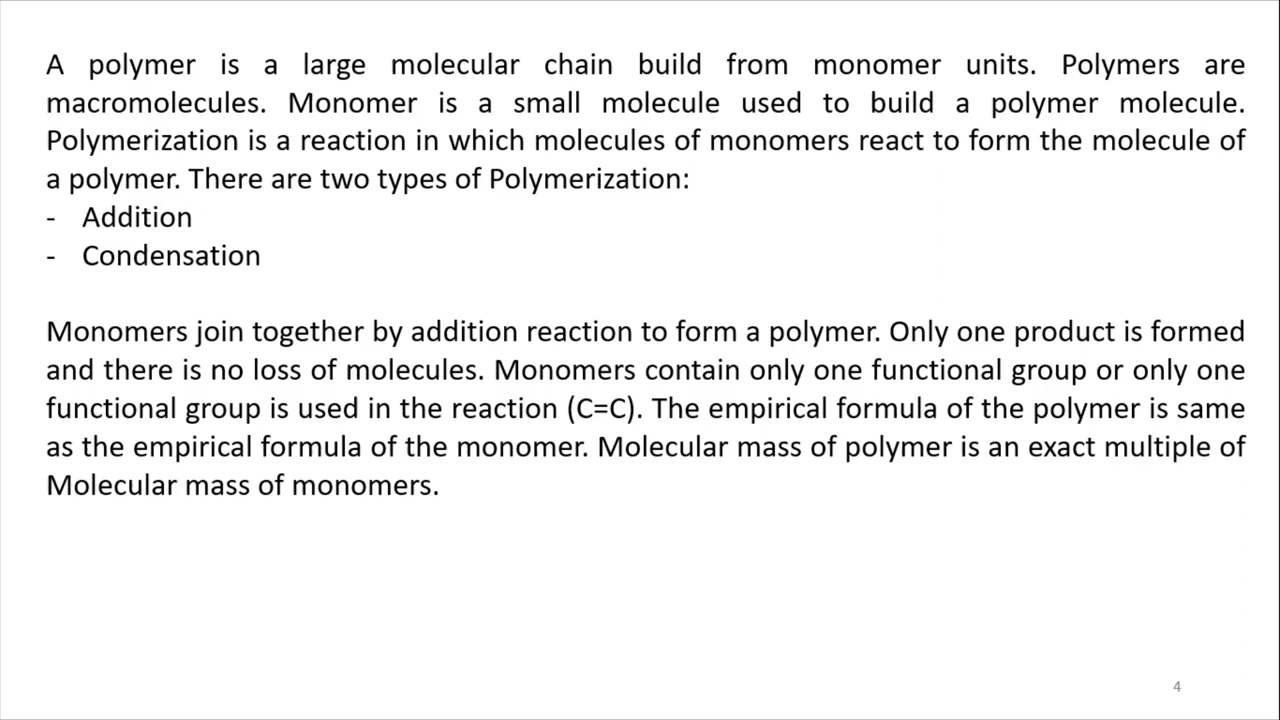 A polymer is a large molecular chain build from monomer units. Polymers are
macromolecules. Monomer is a small molecule used to build a polymer molecule.
Polymerization is a reaction in which molecules of monomers react to form the molecule of
a polymer. There are two types of Polymerization:
- Addition
- Condensation
Monomers join together by addition reaction to form a polymer. Only one product is formed
and there is no loss of molecules. Monomers contain only one functional group or only one
functional group is used in the reaction (C=C). The empirical formula of the polymer is same
as the empirical formula of the monomer. Molecular mass of polymer is an exact multiple of
Molecular mass of monomers.
4